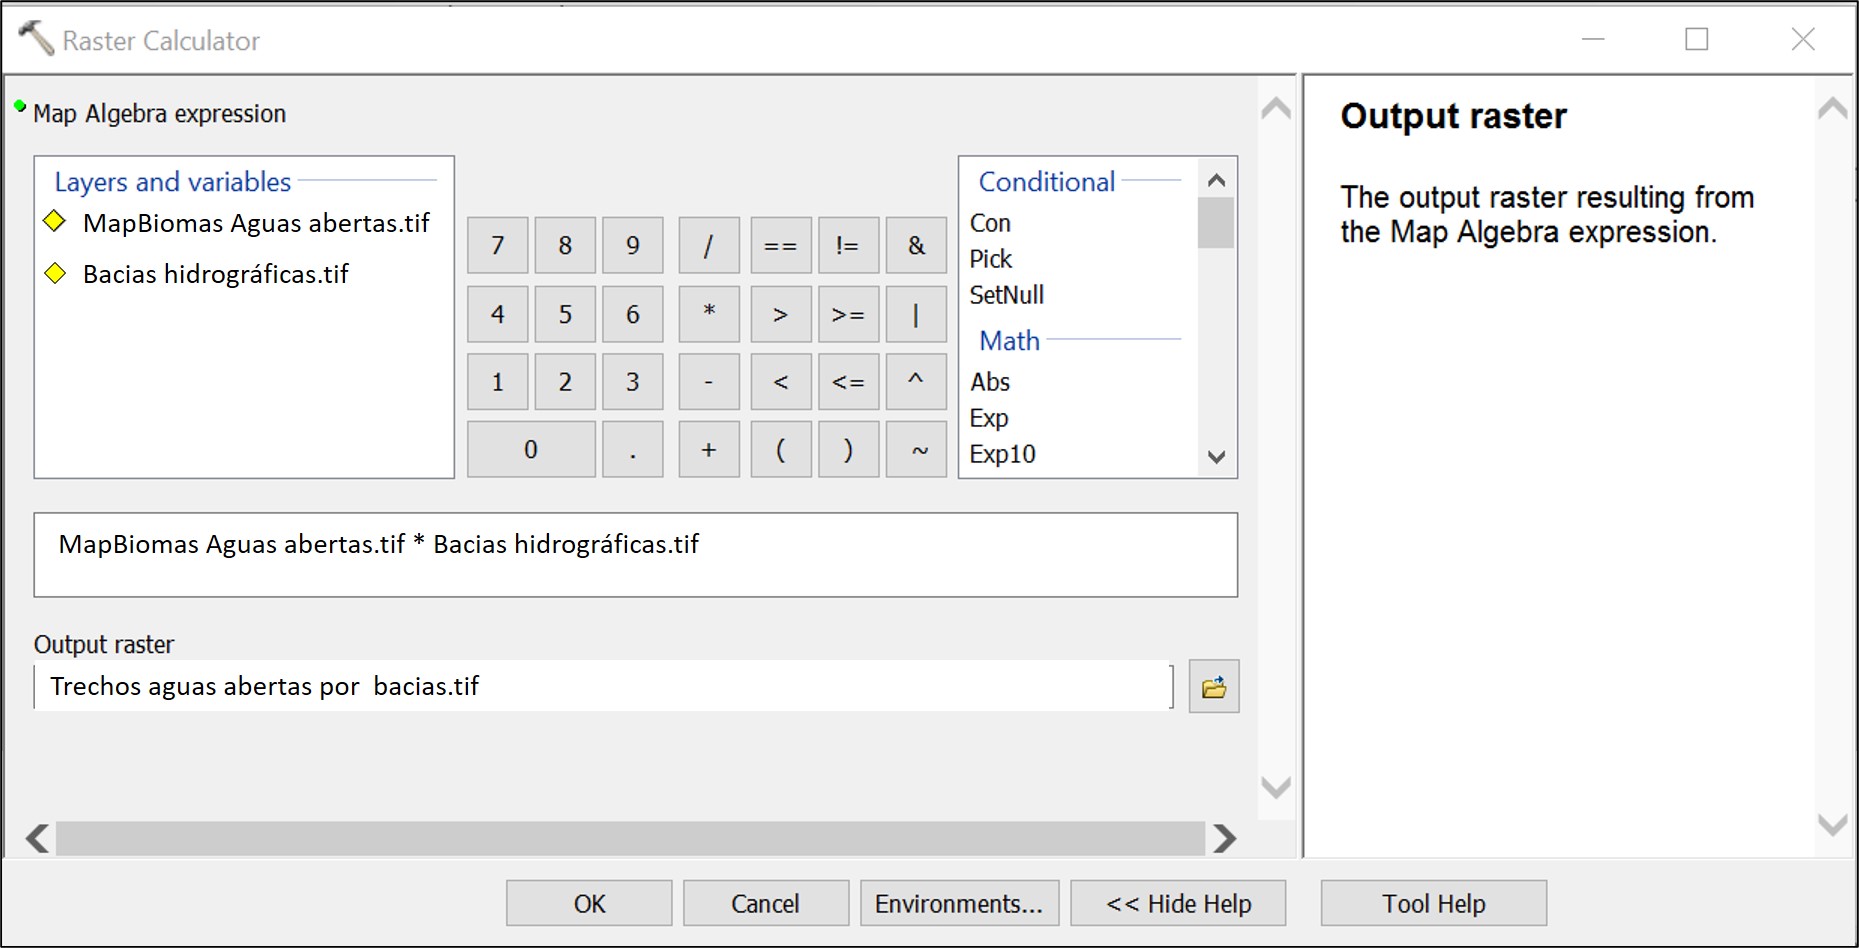 Raster Calculator
Map Algebra expression
Layers and variables
MapBiomas Aguas abertas.tif
Bacias hidrográficas.tif
7 8 9 / == != &
4 5 6 * > >= |
1 2 3 - < <= ^
0 . + ( ) ~
Conditional
Con
Pick
SetNull
Math
Abs
Exp
Exp10
MapBiomas Aguas abertas.tif * Bacias hidrográficas.tif
Output raster
Trechos aguas abertas por  bacias.tif
OK Cancel Environments... << Hide Help Tool Help
Output raster
The output raster resulting from
the Map Algebra expression.